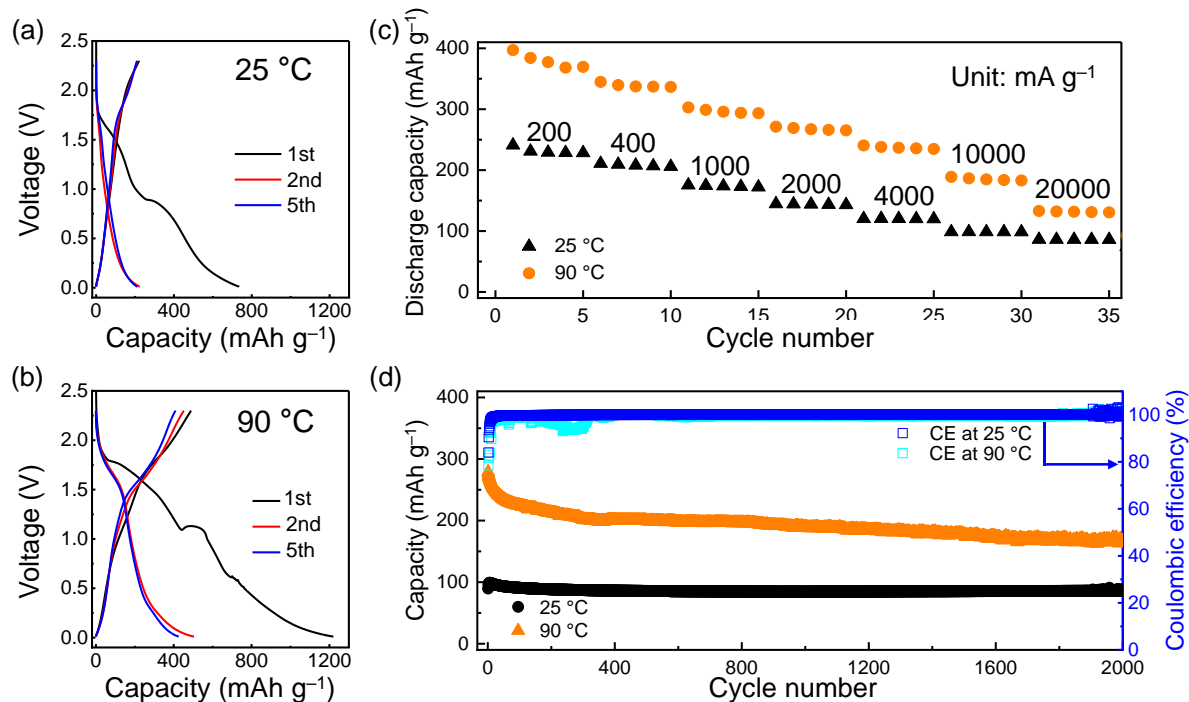 (a)
25 °C
2.5
2.0
1.5
1.0
0.5
0.0
Voltage (V)
1st
2nd
5th
0
400
800
1200
Capacity (mAh g⁻¹)
(b)
90 °C
2.5
2.0
1.5
1.0
0.5
0.0
Voltage (V)
1st
2nd
5th
0
400
800
1200
Capacity (mAh g⁻¹)
(c)
400
300
200
100
0
Discharge capacity (mAh g⁻¹)
Unit: mA g⁻¹
200
400
1000
2000
4000
10000
20000
25 °C
90 °C
0
5
10
15
20
25
30
35
Cycle number
(d)
400
300
200
100
0
Capacity (mAh g⁻¹)
CE at 25 °C
CE at 90 °C
25 °C
90 °C
100
80
60
40
20
0
Coulombic efficiency (%)
0
400
800
1200
1600
2000
Cycle number